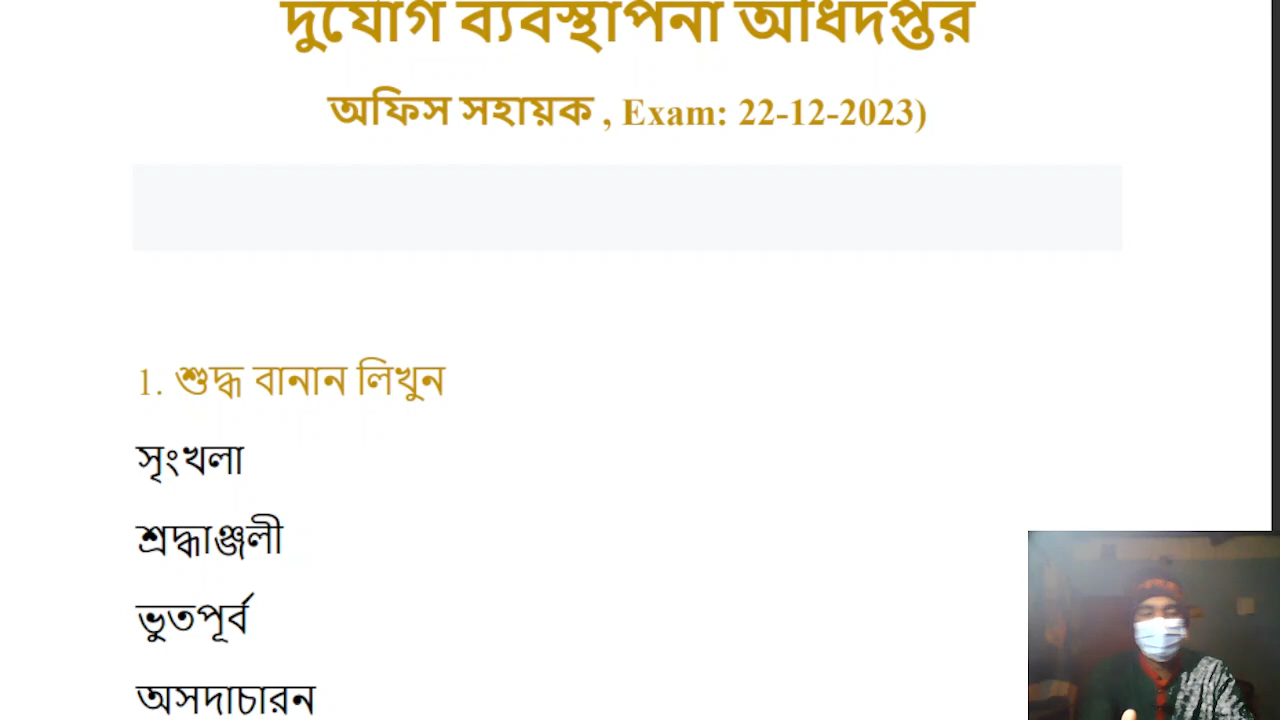 দুর্যোগ ব্যবস্থাপনা অধিদপ্তর
অফিস সহায়ক , Exam: 22-12-2023)
1. শুদ্ধ বানান লিখুন
সৃংখলা
শ্রদ্ধাঞ্জলী
ভুতপূর্ব
অসদাচারন